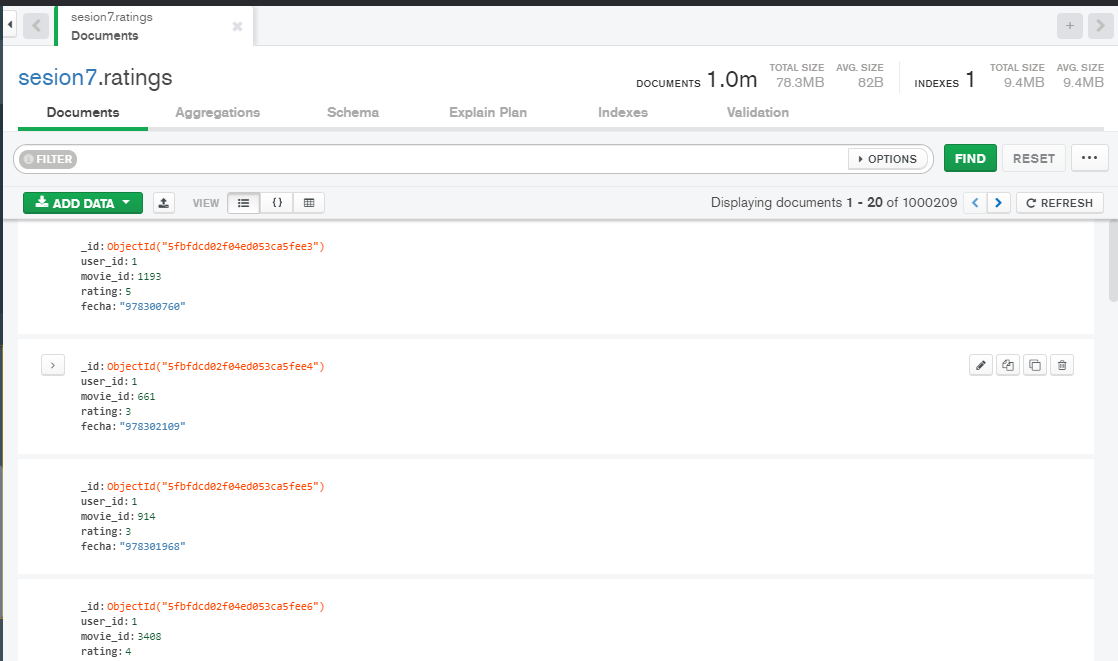 sesion7.ratings
Documents
sesion7.ratings
DOCUMENTS 1.0m TOTAL SIZE 78.3MB AVG. SIZE 82B INDEXES 1 TOTAL SIZE 9.4MB AVG. SIZE 9.4MB
Documents Aggregations Schema Explain Plan Indexes Validation
FILTER OPTIONS FIND RESET ...
ADD DATA VIEW { } Displaying documents 1 - 20 of 1000209 REFRESH
_id: ObjectId("5fbfdcd02f04ed053ca5fee3")
user_id: 1
movie_id: 1193
rating: 5
fecha: "978300760"
_id: ObjectId("5fbfdcd02f04ed053ca5fee4")
user_id: 1
movie_id: 661
rating: 3
fecha: "978302109"
_id: ObjectId("5fbfdcd02f04ed053ca5fee5")
user_id: 1
movie_id: 914
rating: 3
fecha: "978301968"
_id: ObjectId("5fbfdcd02f04ed053ca5fee6")
user_id: 1
movie_id: 3408
rating: 4